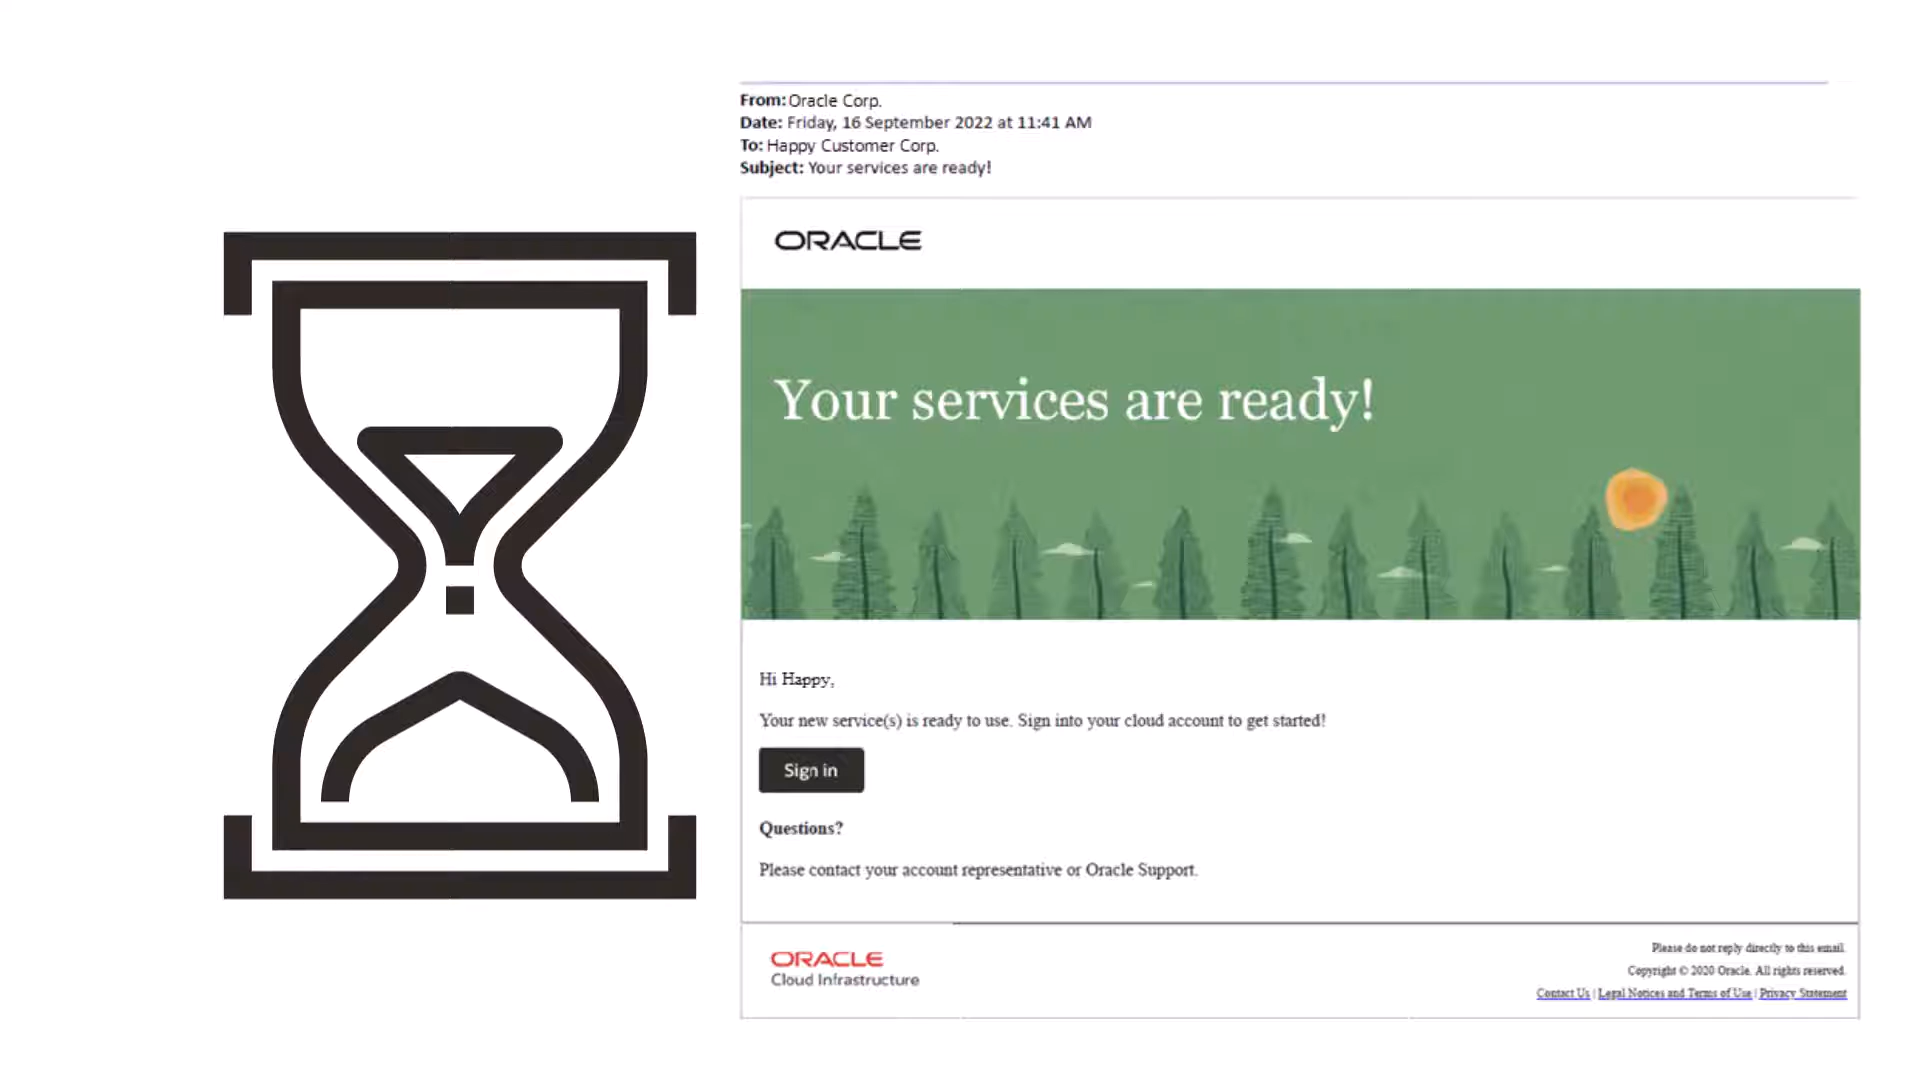 From: Oracle Corp.
Date: Friday, 16 September 2022 at 11:41 AM
To: Happy Customer Corp.
Subject: Your services are ready!
ORACLE
Your services are ready!
Hi Happy,
Your new service(s) is ready to use. Sign into your cloud account to get started!
Sign in
Questions?
Please contact your account representative or Oracle Support.
ORACLE
Cloud Infrastructure
Please do not reply directly to this email.
Copyright © 2020 Oracle. All rights reserved.
Contact Us | Legal Notices and Terms of Use | Privacy Statement